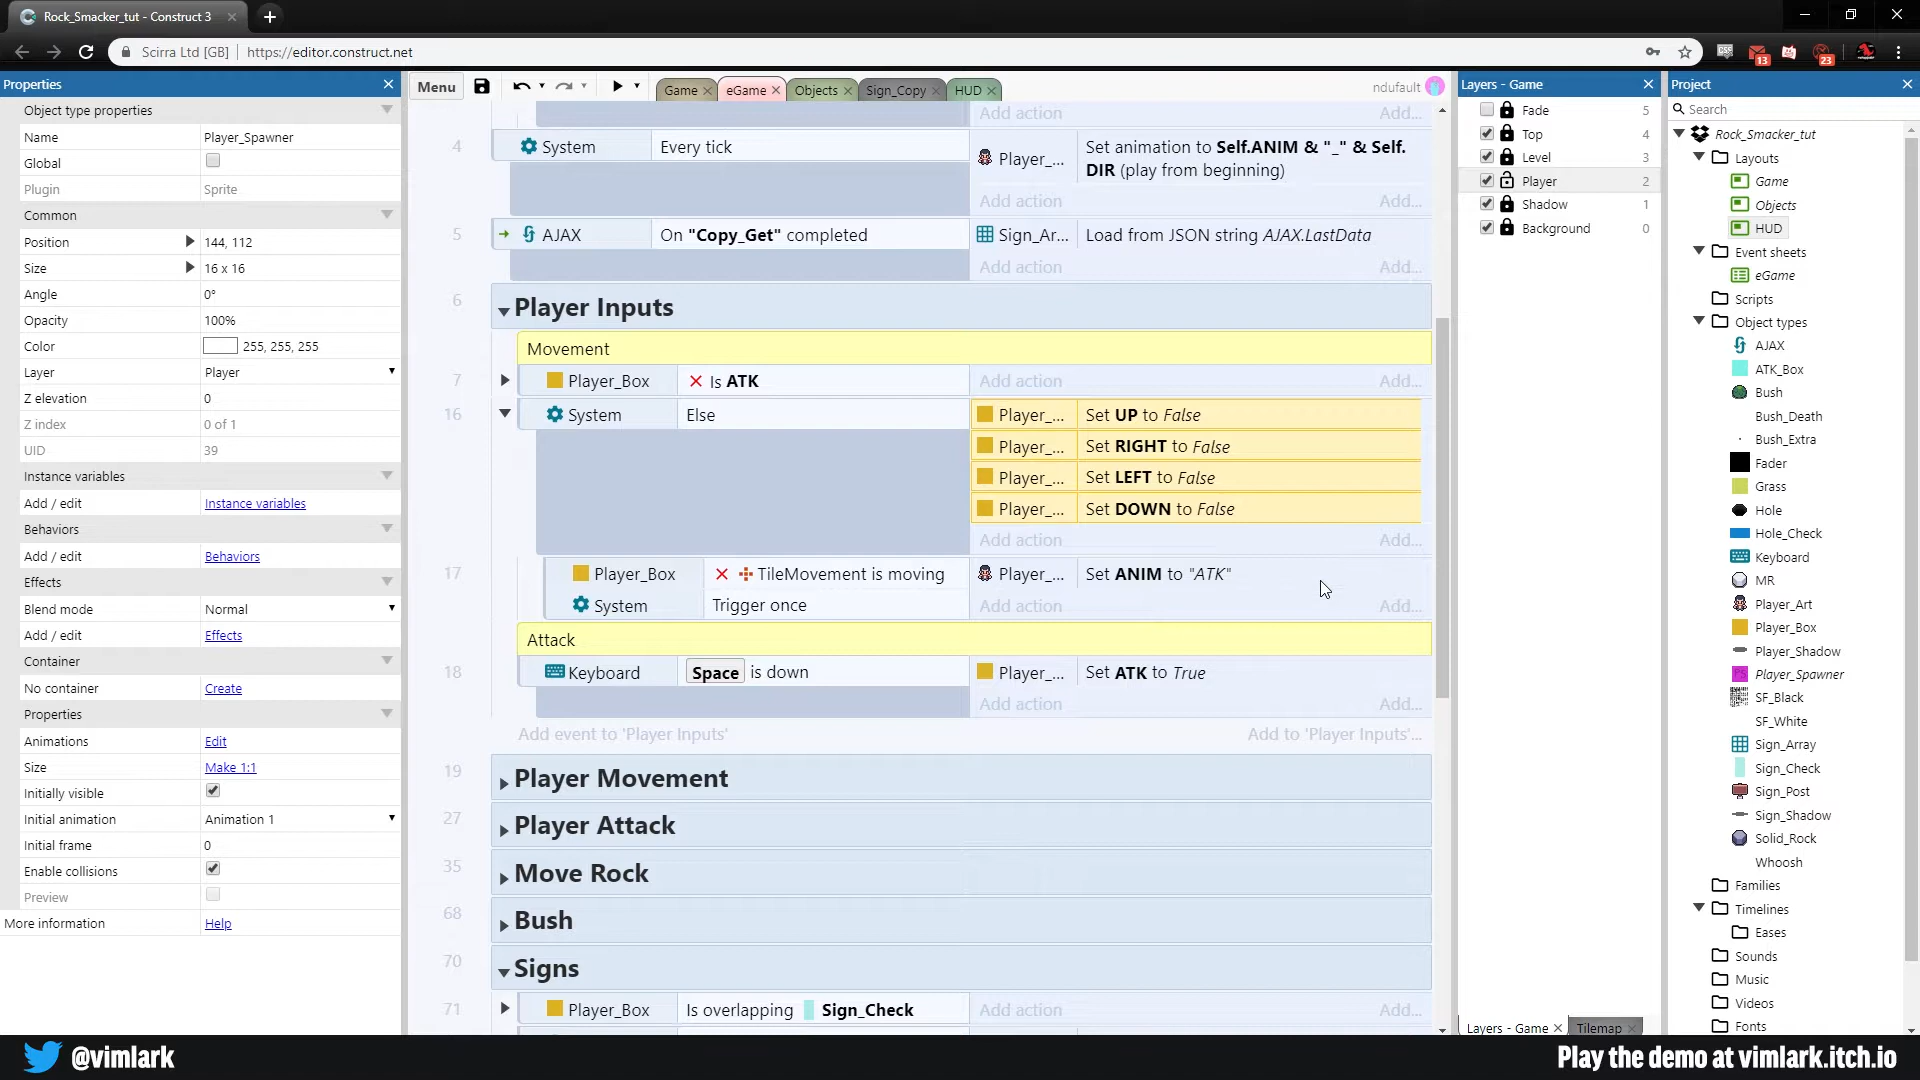 Rock_Smacker_tut - Construct 3
Scirra Ltd [GB] | https://editor.construct.net
13
23
Properties
Object type properties
Name Player_Spawner
Global
Plugin Sprite
Common
Position 144, 112
Size 16 x 16
Angle 0°
Opacity 100%
Color 255, 255, 255
Layer Player
Z elevation 0
Z index 0 of 1
UID 39
Instance variables
Add / edit Instance variables
Behaviors
Add / edit Behaviors
Effects
Blend mode Normal
Add / edit Effects
Container
No container Create
Properties
Animations Edit
Size Make 1:1
Initially visible
Initial animation Animation 1
Initial frame 0
Enable collisions
Preview
More information Help
Menu
Game eGame Objects Sign_Copy HUD
ndufault
Add action Add...
4 System Every tick Player_... Set animation to Self.ANIM & "_" & Self.
DIR (play from beginning)
Add action Add...
5 AJAX On "Copy_Get" completed Sign_Ar... Load from JSON string AJAX.LastData
Add action Add...
6 Player Inputs
Movement
7 Player_Box Is ATK Add action Add...
16 System Else Player_... Set UP to False
Player_... Set RIGHT to False
Player_... Set LEFT to False
Player_... Set DOWN to False
Add action Add...
17 Player_Box TileMovement is moving Player_... Set ANIM to "ATK"
System Trigger once Add action Add...
Attack
18 Keyboard Space is down Player_... Set ATK to True
Add action Add...
Add event to 'Player Inputs' Add to 'Player Inputs'...
19 Player Movement
27 Player Attack
35 Move Rock
68 Bush
70 Signs
71 Player_Box Is overlapping Sign_Check Add action Add...
Layers - Game
Fade 5
Top 4
Level 3
Player 2
Shadow 1
Background 0
Layers - Game Tilemap
Project
Search
Rock_Smacker_tut
Layouts
Game
Objects
HUD
Event sheets
eGame
Scripts
Object types
AJAX
ATK_Box
Bush
Bush_Death
Bush_Extra
Fader
Grass
Hole
Hole_Check
Keyboard
MR
Player_Art
Player_Box
Player_Shadow
Player_Spawner
SF_Black
SF_White
Sign_Array
Sign_Check
Sign_Post
Sign_Shadow
Solid_Rock
Whoosh
Families
Timelines
Eases
Sounds
Music
Videos
Fonts
@vimlark
Play the demo at vimlark.itch.io